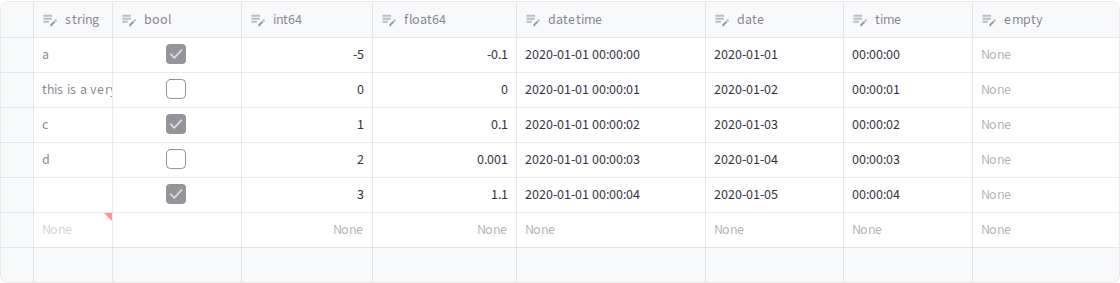 string bool int64 float64 datetime date time empty
a -5 -0.1 2020-01-01 00:00:00 2020-01-01 00:00:00 None
this is a very 0 0 2020-01-01 00:00:01 2020-01-02 00:00:01 None
c 1 0.1 2020-01-01 00:00:02 2020-01-03 00:00:02 None
d 2 0.001 2020-01-01 00:00:03 2020-01-04 00:00:03 None
3 1.1 2020-01-01 00:00:04 2020-01-05 00:00:04 None
None None None None None None None